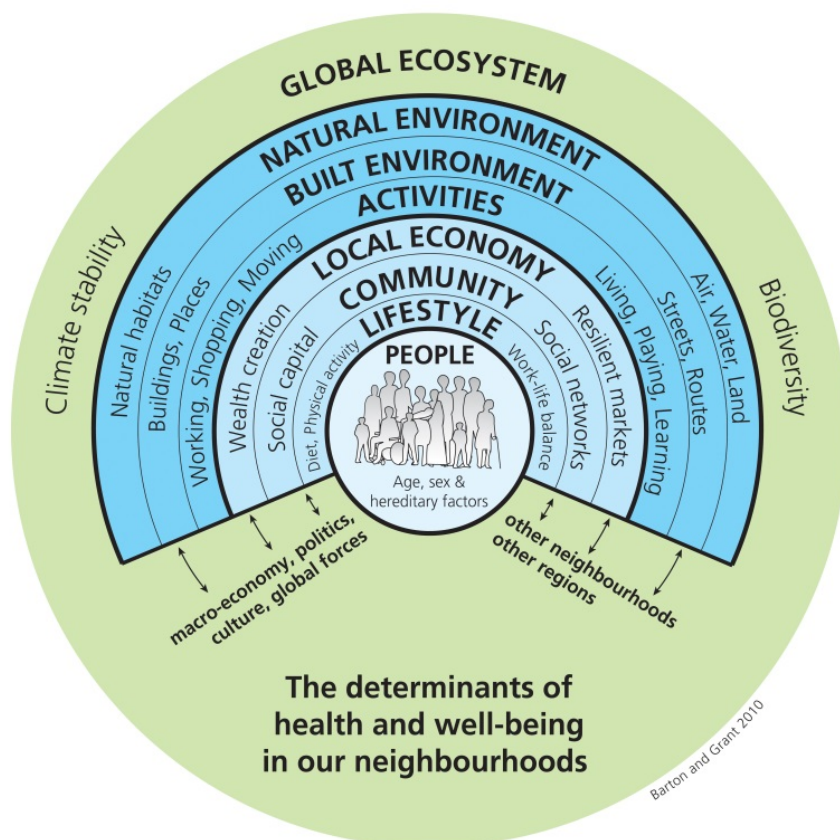 GLOBAL ECOSYSTEM
NATURAL ENVIRONMENT
BUILT ENVIRONMENT
ACTIVITIES
LOCAL ECONOMY
COMMUNITY
LIFESTYLE
PEOPLE
Age, sex &
hereditary factors
Climate stability
Natural habitats
Buildings, Places
Working, Shopping, Moving
Wealth creation
Social capital
Diet, Physical activity
Work-life balance
Social networks
Resilient markets
Living, Playing, Learning
Streets, Routes
Air, Water, Land
Biodiversity
macro-economy, politics,
culture, global forces
other neighbourhoods
other regions
The determinants of
health and well-being
in our neighbourhoods
Barton and Grant 2010